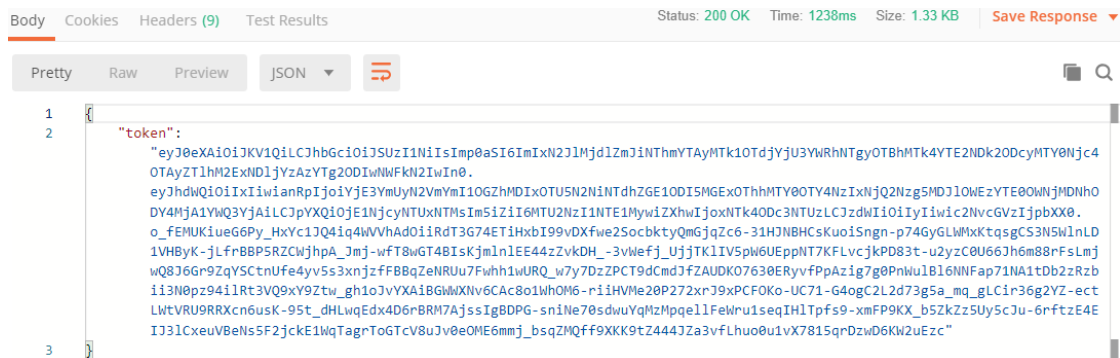 Body Cookies Headers (9) Test Results Status: 200 OK Time: 1238ms Size: 1.33 KB Save Response
Pretty Raw Preview JSON
1 {
2 "token":
"eyJ0eXAiOiJKV1QiLCJhbGciOiJSUzI1NiIsImp0aSI6ImIxN2JlMjdlZmJiNThmYTAyMTk1OTdjYjU3YWRhNTgyOTBhMTk4YTE2NDk2ODcyMTY0Njc4
OTAyZTlhM2ExNDljYzAzYTg2ODIwNWFkN2IwIn0.
eyJhdWQiOiIxIiwianRpIjoiYjE3YmUyN2VmYmI1OGZhMDIxOTU5N2NiNTdhZGE1ODI5MGExOThhMTY0OTY4NzIxNjQ2Nzg5MDJlOWEzYTE0OWNjMDNhO
DY4MjA1YWQ3YjAiLCJpYXQiOjE1NjcyNTUxNTMsIm5iZiI6MTU2NzI1NTE1MywiZXhwIjoxNTk4ODc3NTUzLCJzdWIiOiIyIiwic2NvcGVzIjpbXX0.
o_fEMUKiueG6Py_HxYc1JQ4iq4WVVhAdOiiRdT3G74ETiHxbI99vDXfwe2SocbktyQmGjqZc6-31HJNBHCsKuoiSngn-p74GyGLWMxKtqsgCS3N5WlnLD
1VHByK-jLfrBBP5RZCWjhpA_Jmj-wfT8wGT4BIsKjmlnlEE44zZvkDH_-3vWefj_UjjTKlIV5pW6UEppNT7KFLvcjkPD83t-u2yzC0U66Jh6m88rFsLmj
wQ8J6Gr9ZqYSCtnUfe4yv5s3xnjzfFBBqZeNRUu7Fwhh1wURQ_w7y7DzZPCT9dCmdJfZAUDKO7630ERyvfPpAzig7g0PnWulBl6NNFap71NA1tDb2zRzb
ii3N0pz94ilRt3VQ9xY9Ztw_gh1oJvYXAiBGWWXNv6CAc8o1WhOM6-riiHVMe20P272xrJ9xPCFOKo-UC71-G4ogC2L2d73g5a_mq_gLCir36g2YZ-ect
LWtVRU9RRXcn6usK-95t_dHLwqEdx4D6rBRM7AjssIgBDPG-sniNe70sdwuYqMzMpqellFeWru1seqIHlTpfs9-xmFP9KX_b5ZkZz5Uy5cJu-6rftzE4E
IJ3lCxeuVBeNs5F2jckE1WqTagrToGTcV8uJv0eOME6mmj_bsqZMQff9XKK9tZ444JZa3vfLhuo0u1vX7815qrDzwD6KW2uEzc"
3 }